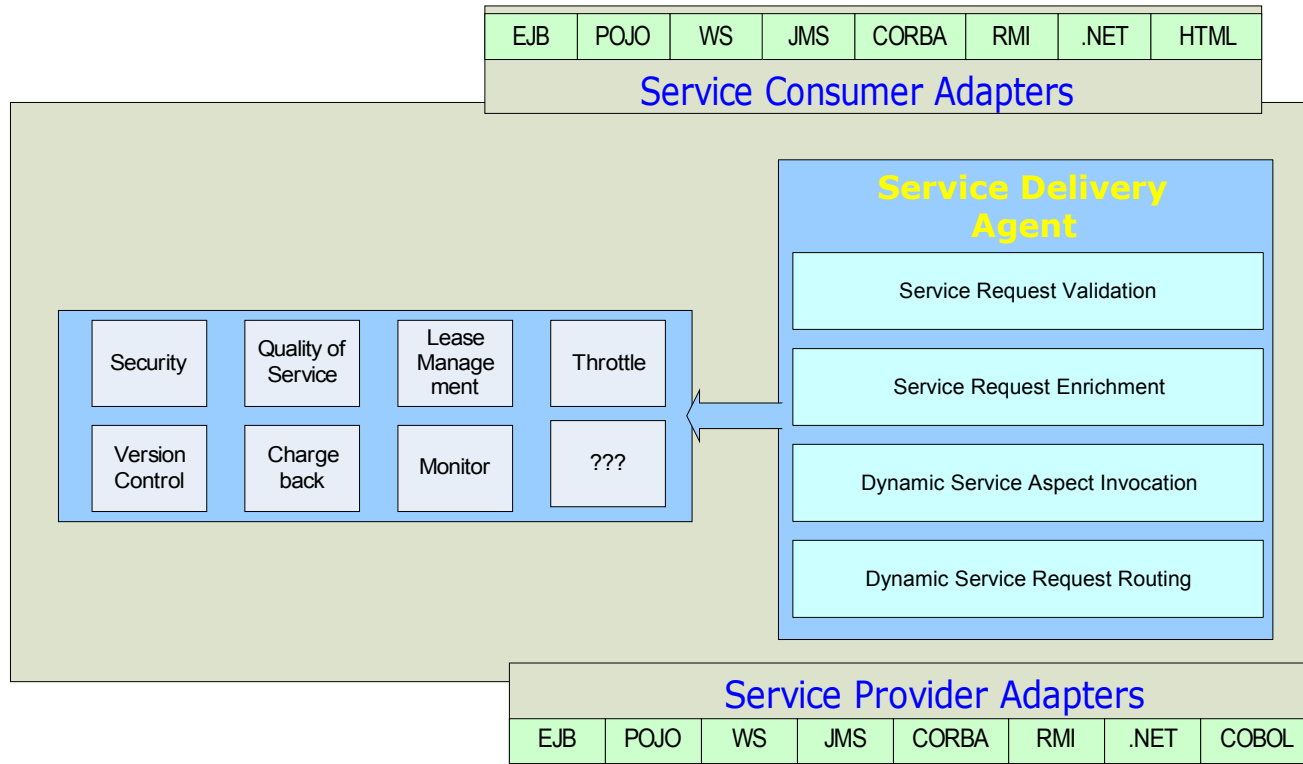 EJB POJO WS JMS CORBA RMI .NET HTML
Service Consumer Adapters
Service Delivery
Agent
Service Request Validation
Service Request Enrichment
Dynamic Service Aspect Invocation
Dynamic Service Request Routing
Security
Quality of
Service
Lease
Manage
ment
Throttle
Version
Control
Charge
back
Monitor
???
Service Provider Adapters
EJB POJO WS JMS CORBA RMI .NET COBOL